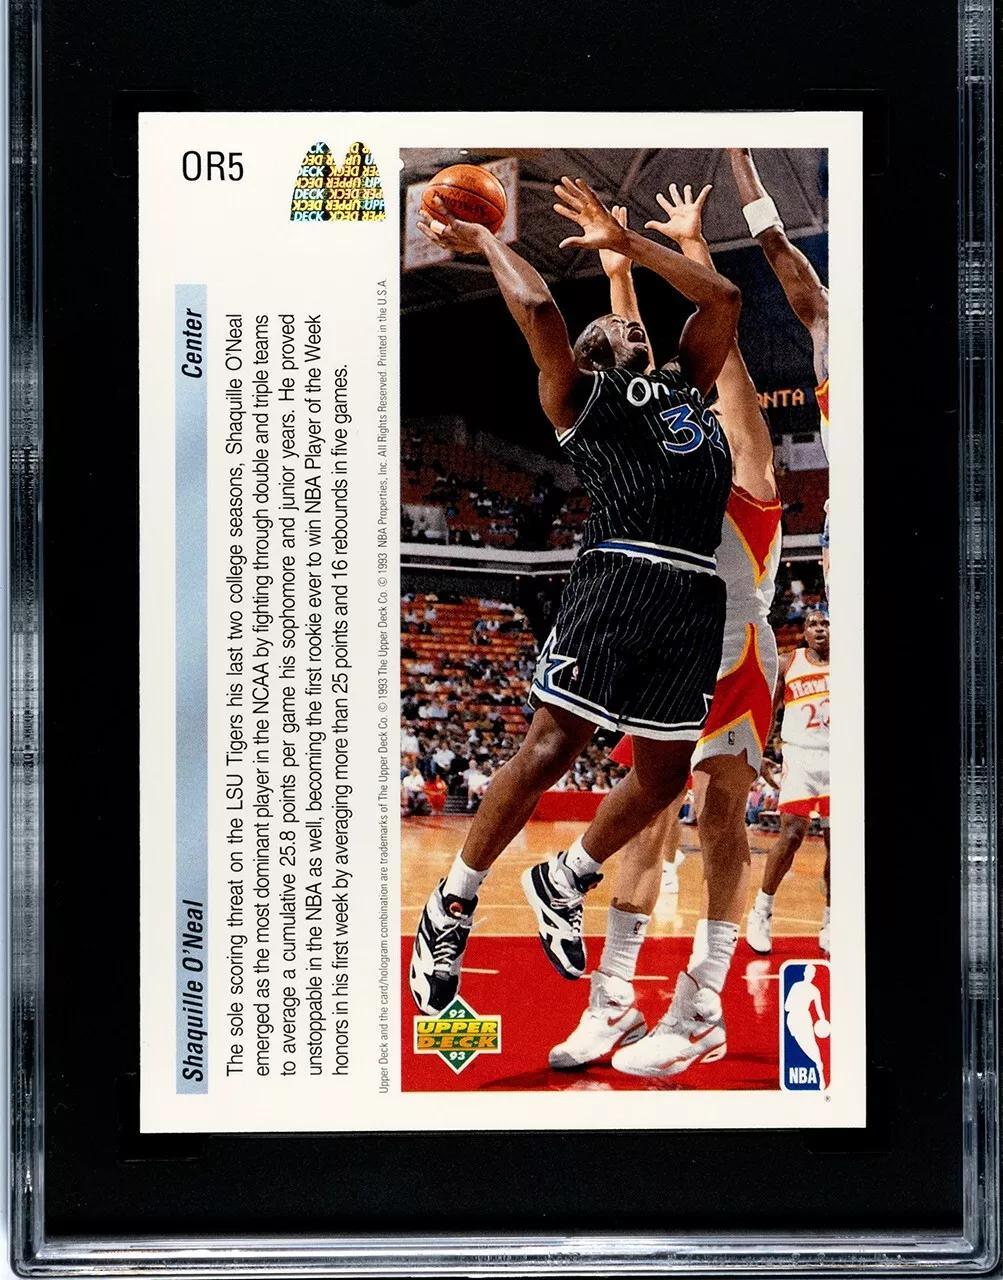 OR5
Shaquille O'Neal Center
The sole scoring threat on the LSU Tigers his last two college seasons, Shaquille O'Neal
emerged as the most dominant player in the NCAA by fighting through double and triple teams
to average a cumulative 25.8 points per game his sophomore and junior years. He proved
unstoppable in the NBA as well, becoming the first rookie ever to win NBA Player of the Week
honors in his first week by averaging more than 25 points and 16 rebounds in five games.
Upper Deck and the card/hologram combination are trademarks of The Upper Deck Co. © 1993 The Upper Deck Co. © 1993 NBA Properties, Inc. All Rights Reserved. Printed in the U.S.A.
UPPER DECK
32
NTA
Haw
92
UPPER
D·E·C·K
93
NBA
®